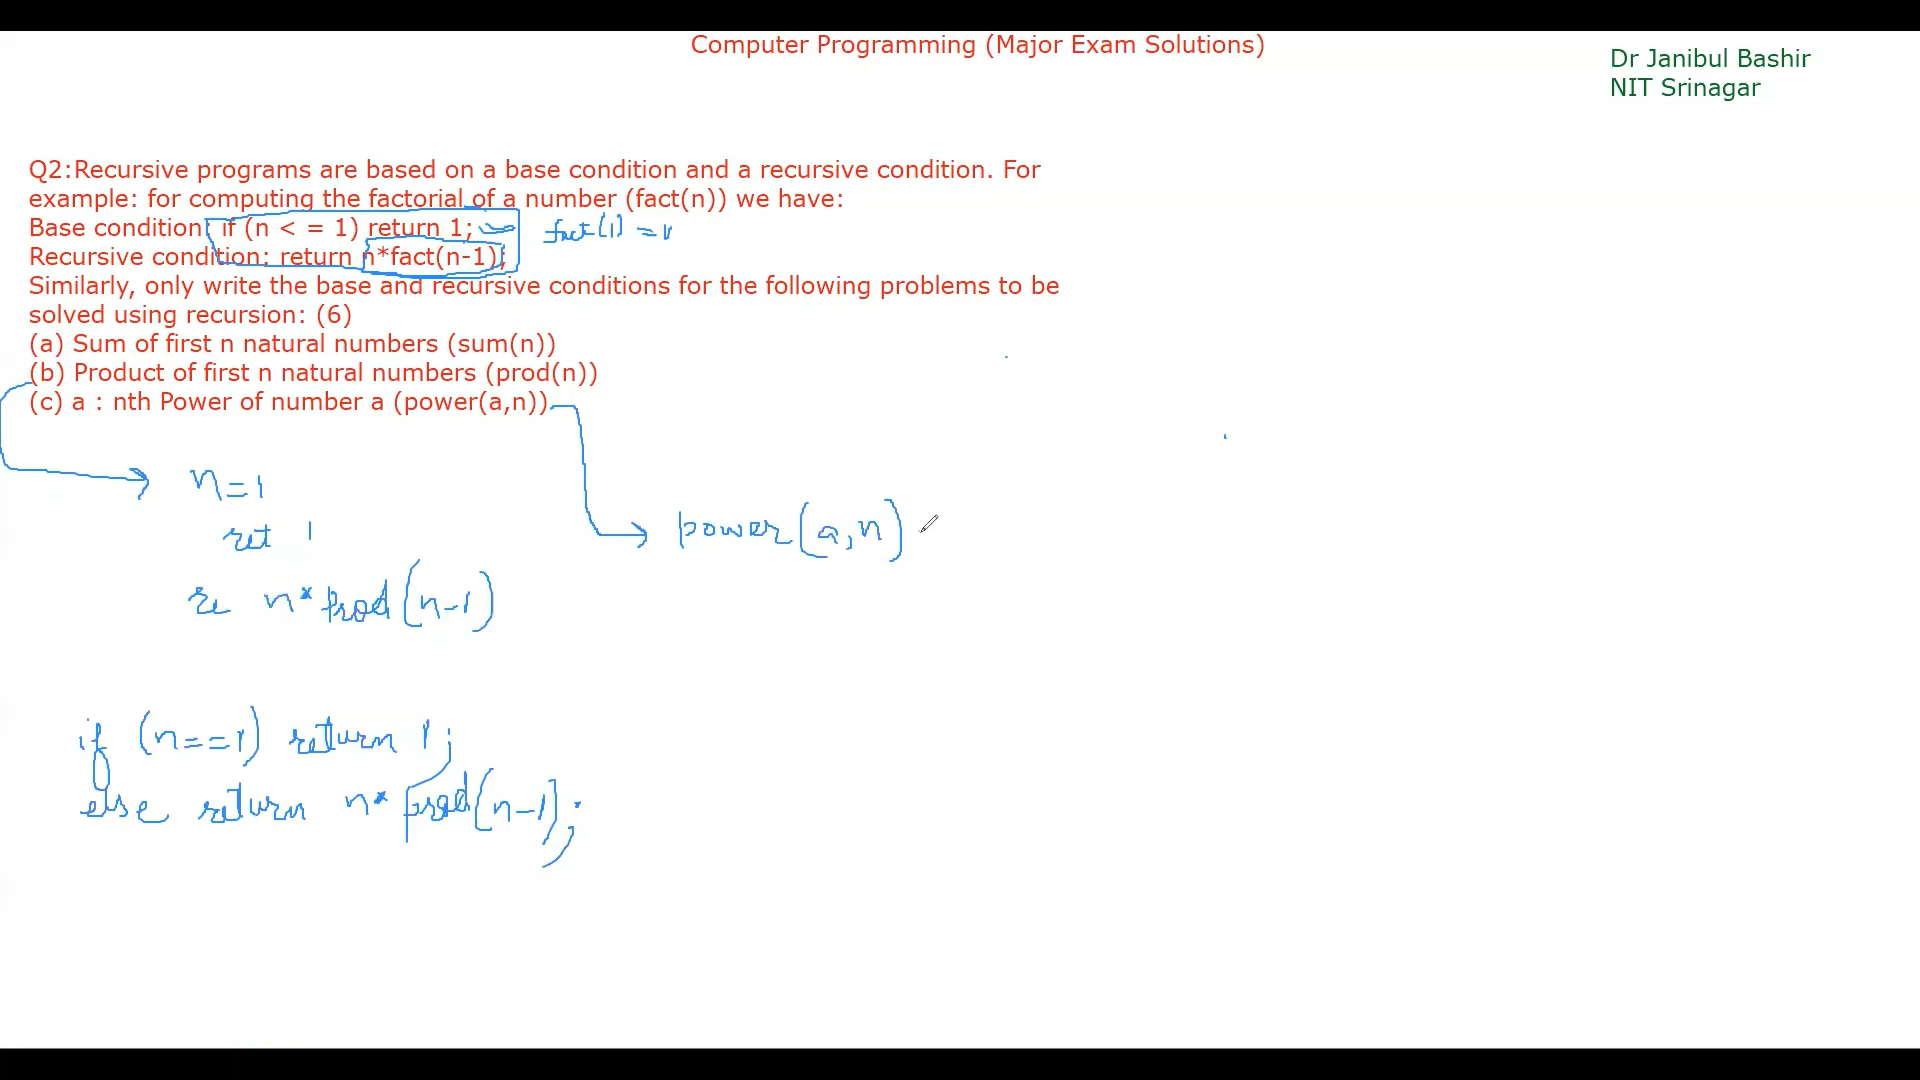 Computer Programming (Major Exam Solutions)
Dr Janibul Bashir
NIT Srinagar
Q2:Recursive programs are based on a base condition and a recursive condition. For
example: for computing the factorial of a number (fact(n)) we have:
Base condition: if (n < = 1) return 1;
fact(1) = 1
Recursive condition: return n*fact(n-1);
Similarly, only write the base and recursive conditions for the following problems to be
solved using recursion: (6)
(a) Sum of first n natural numbers (sum(n))
(b) Product of first n natural numbers (prod(n))
(c) a : nth Power of number a (power(a,n))
n=1
ret 1
re n*prod(n-1)
power(a,n)
if (n==1) return 1;
else return n*prod(n-1);